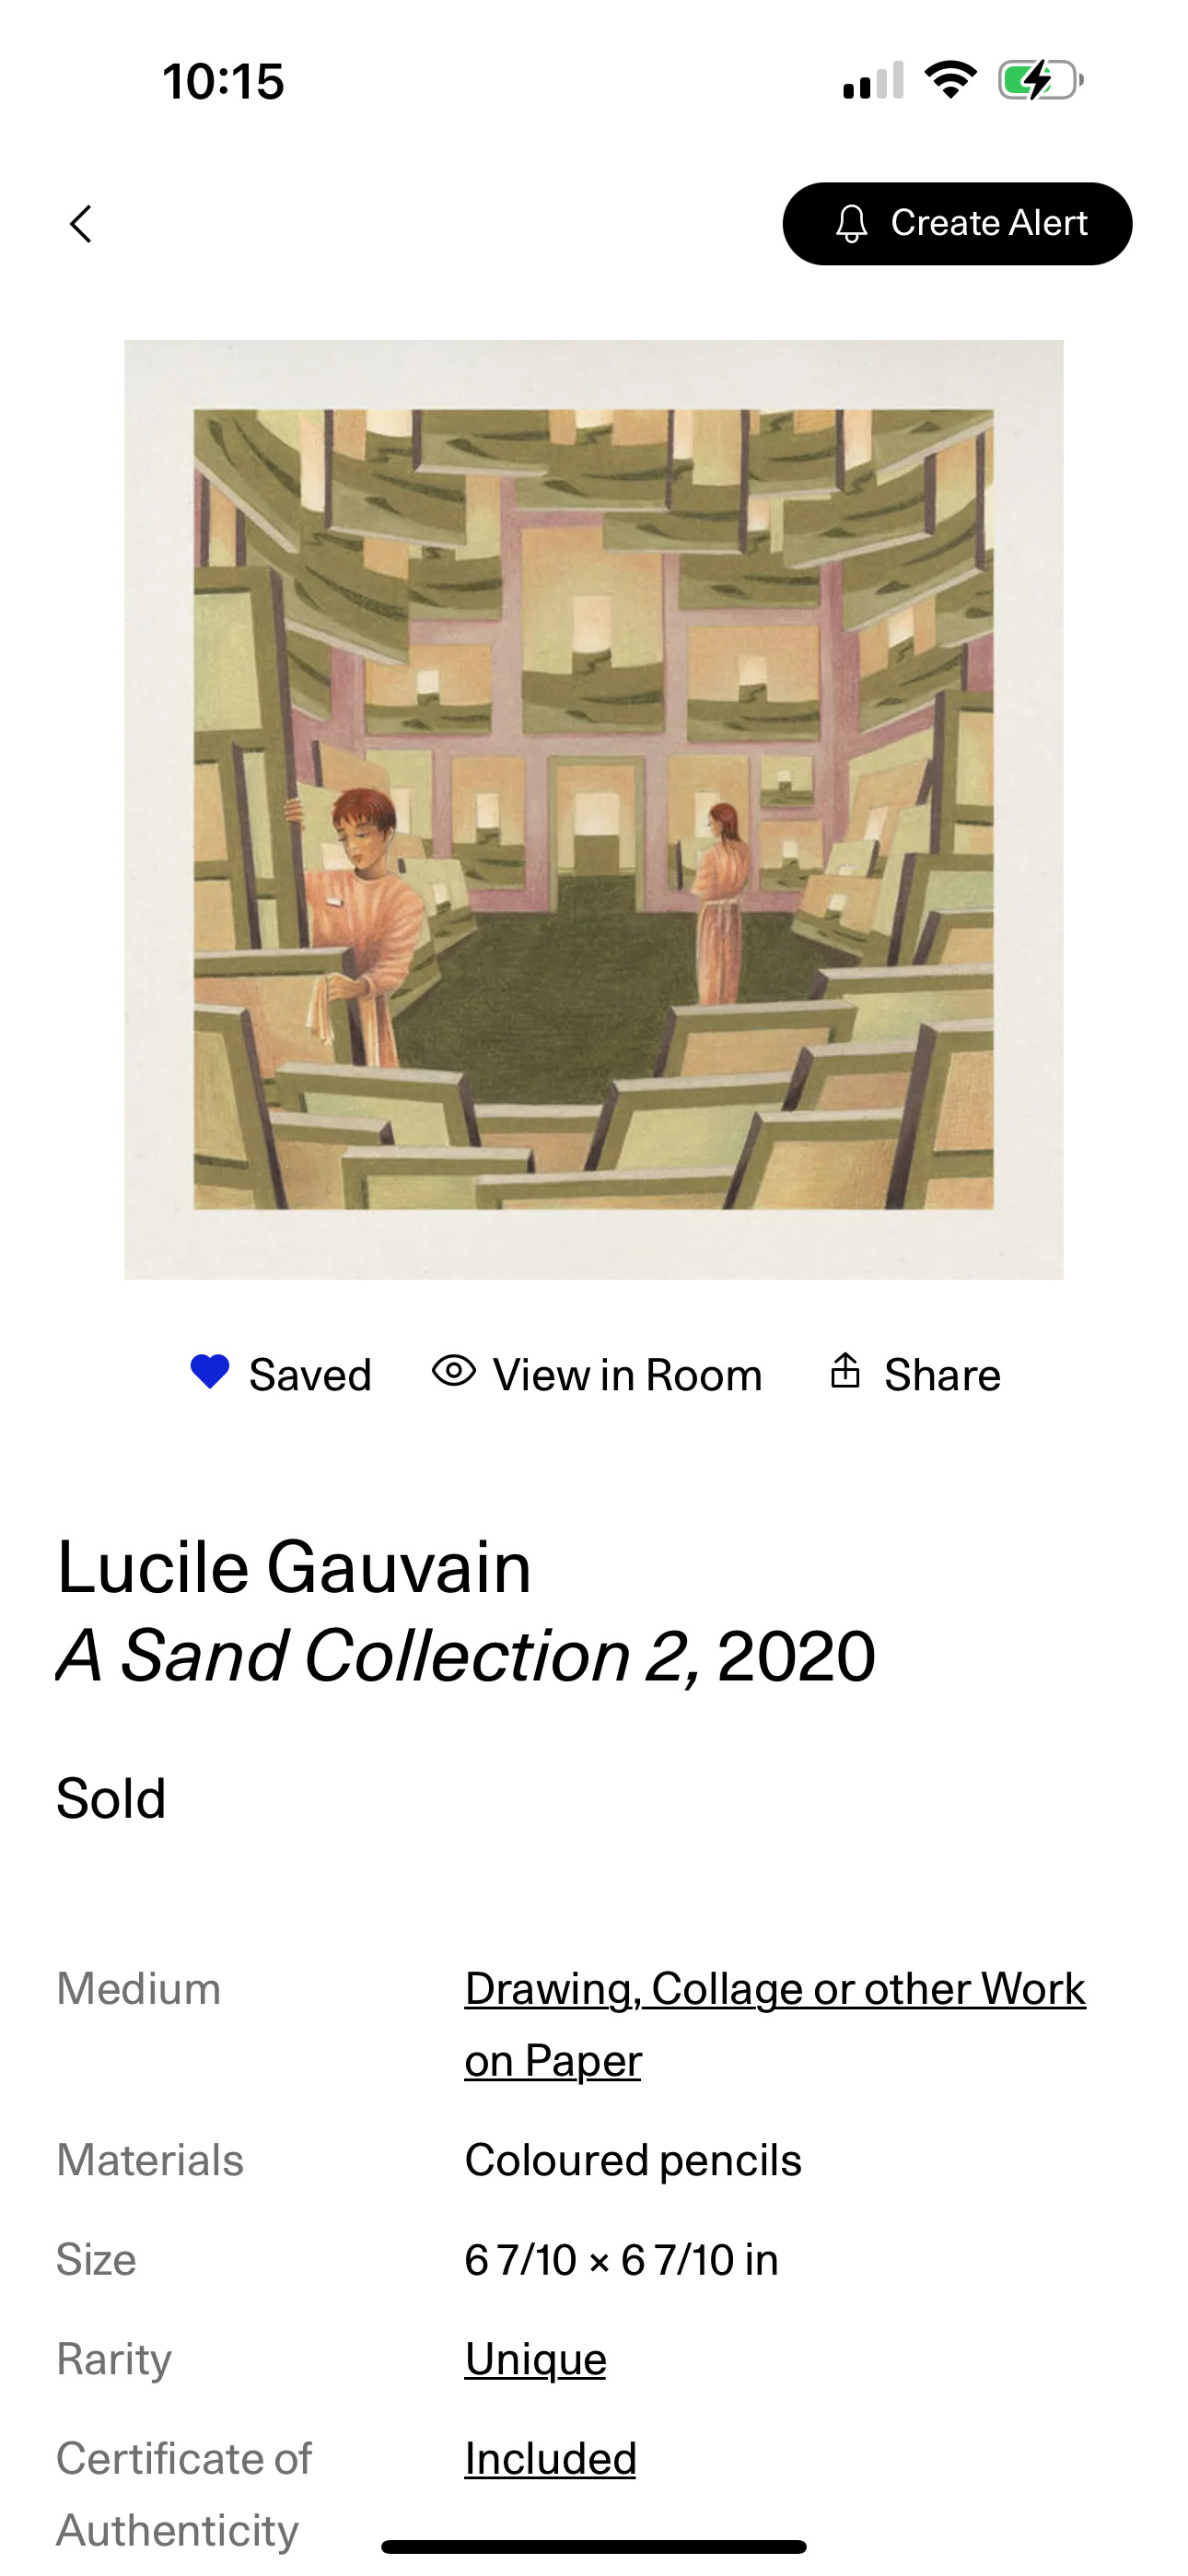 10:15
Create Alert
Saved View in Room Share
Lucile Gauvain
A Sand Collection 2, 2020
Sold
Medium Drawing, Collage or other Work
on Paper
Materials Coloured pencils
Size 6 7/10 × 6 7/10 in
Rarity Unique
Certificate of Included
Authenticity